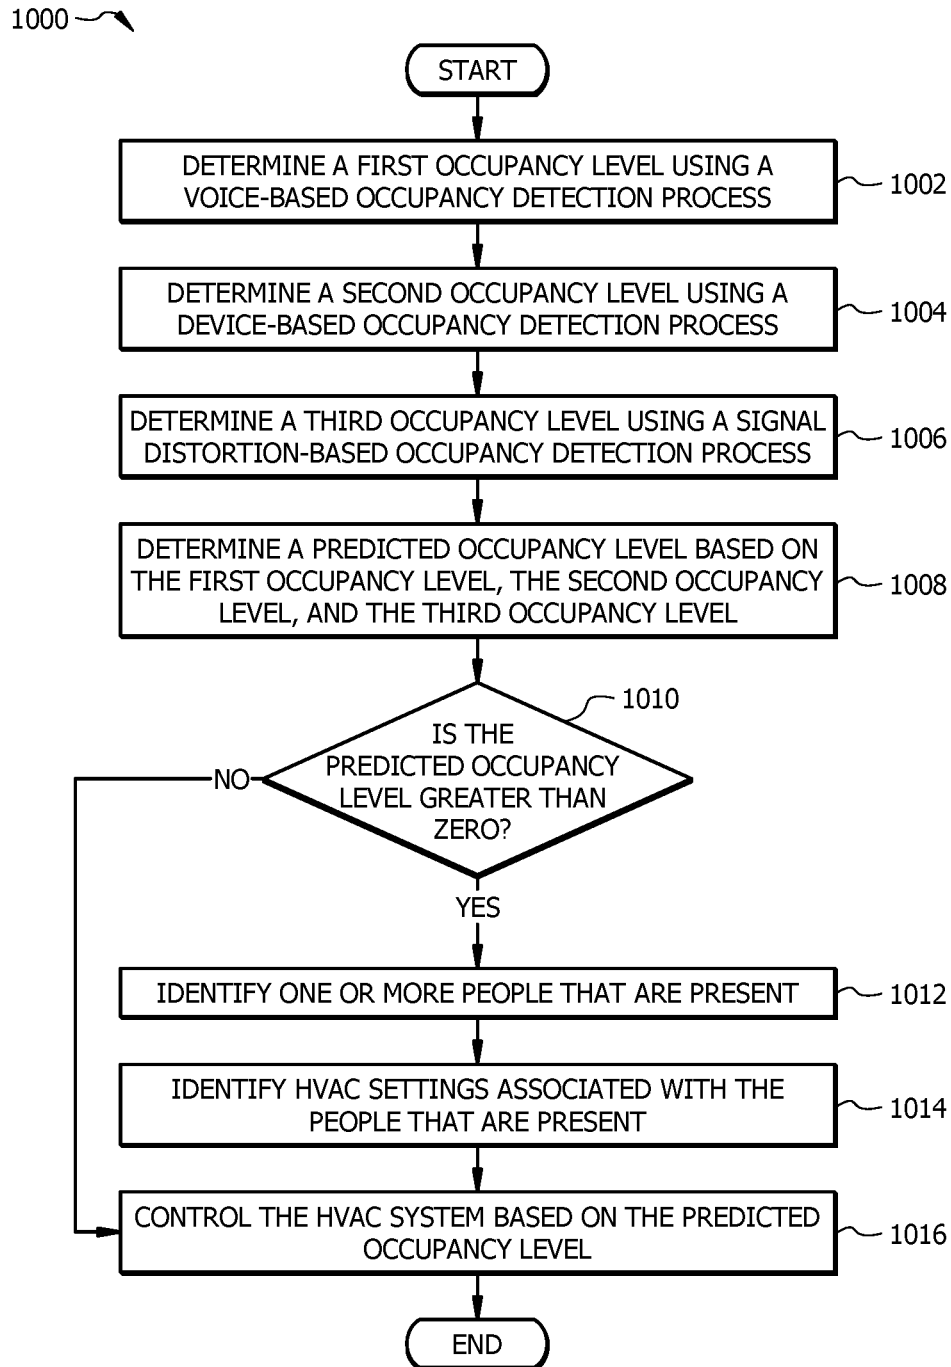 1000
START
DETERMINE A FIRST OCCUPANCY LEVEL USING A
VOICE-BASED OCCUPANCY DETECTION PROCESS
1002
DETERMINE A SECOND OCCUPANCY LEVEL USING A
DEVICE-BASED OCCUPANCY DETECTION PROCESS
1004
DETERMINE A THIRD OCCUPANCY LEVEL USING A SIGNAL
DISTORTION-BASED OCCUPANCY DETECTION PROCESS
1006
DETERMINE A PREDICTED OCCUPANCY LEVEL BASED ON
THE FIRST OCCUPANCY LEVEL, THE SECOND OCCUPANCY
LEVEL, AND THE THIRD OCCUPANCY LEVEL
1008
1010
IS THE
PREDICTED OCCUPANCY
LEVEL GREATER THAN
ZERO?
NO
YES
IDENTIFY ONE OR MORE PEOPLE THAT ARE PRESENT
1012
IDENTIFY HVAC SETTINGS ASSOCIATED WITH THE
PEOPLE THAT ARE PRESENT
1014
CONTROL THE HVAC SYSTEM BASED ON THE PREDICTED
OCCUPANCY LEVEL
1016
END